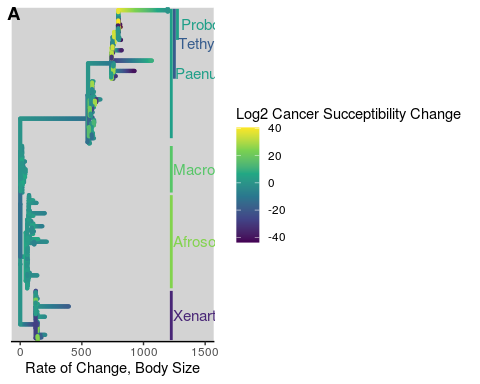 A
Probo
Tethy
Paenu
Macro
Afroso
Xenart
0
500
1000
1500
Rate of Change, Body Size
Log2 Cancer Succeptibility Change
40
20
0
-20
-40